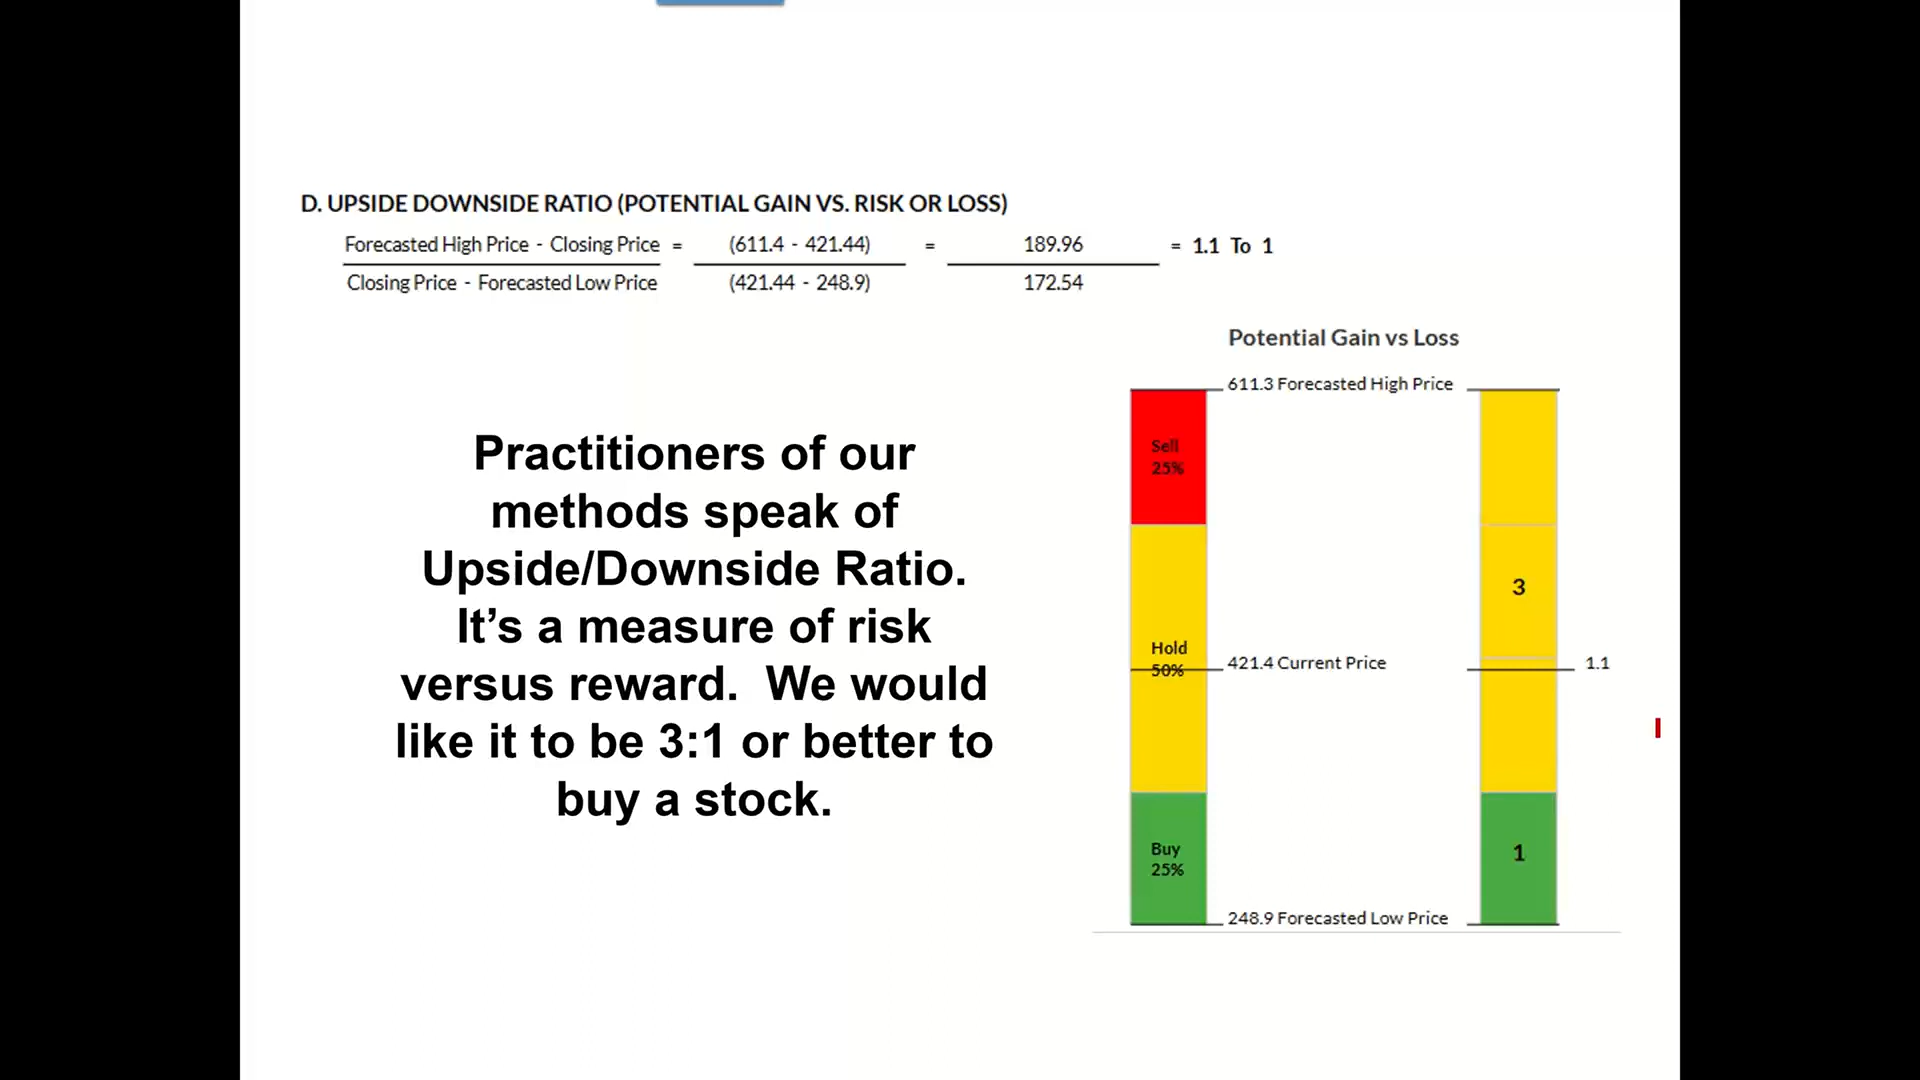 D. UPSIDE DOWNSIDE RATIO (POTENTIAL GAIN VS. RISK OR LOSS)
Forecasted High Price - Closing Price = (611.4 - 421.44) = 189.96 = 1.1 To 1
Closing Price - Forecasted Low Price (421.44 - 248.9) 172.54
Potential Gain vs Loss
611.3 Forecasted High Price
Sell
25%
Practitioners of our
methods speak of
Upside/Downside Ratio.
It’s a measure of risk
versus reward.  We would
like it to be 3:1 or better to
buy a stock.
3
Hold
50%
421.4 Current Price
1.1
Buy
25%
1
248.9 Forecasted Low Price